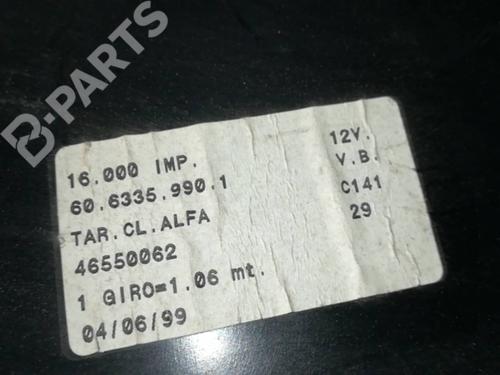 B-PARTS
16.000 IMP.
60.6335.990.1
TAR.CL.ALFA
46550062
1 GIRO=1.06 mt.
04/06/99
12V.
V.B.
C141
29